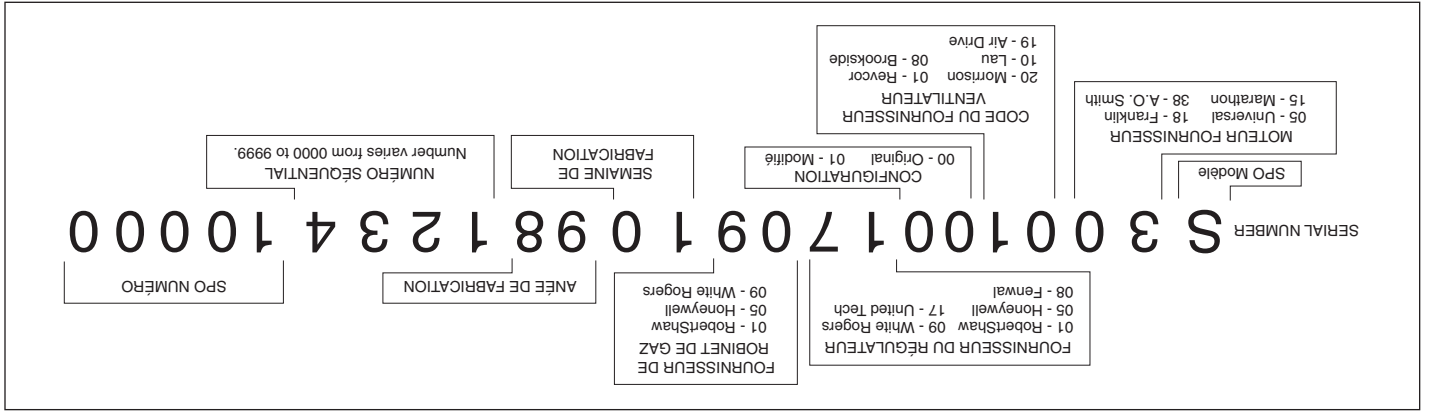 FOURNISSEUR DU RÉGULATEUR
01 - RobertShaw 09 - White Rogers
05 - Honeywell 17 - United Tech
08 - Fenwal
FOURNISSEUR DE
ROBINET DE GAZ
01 - RobertShaw
05 - Honeywell
09 - White Rogers
ANÉE DE FABRICATION
SPO NUMÉRO
SERIAL NUMBER S 3 0 0 1 0 0 1 7 0 9 1 0 9 8 1 2 3 4 1 0 0 0 0
SPO Modèle
MOTEUR FOURNISSEUR
05 - Universal 18 - Franklin
15 - Marathon 38 - A.O. Smith
CONFIGURATION
00 - Original 01 - Modifié
CODE DU FOURNISSEUR
VENTILATEUR
20 - Morrison 01 - Revcor
10 - Lau 08 - Brookside
19 - Air Drive
SEMAINE DE
FABRICATION
NUMÉRO SÉQUENTIAL
Number varies from 0000 to 9999.